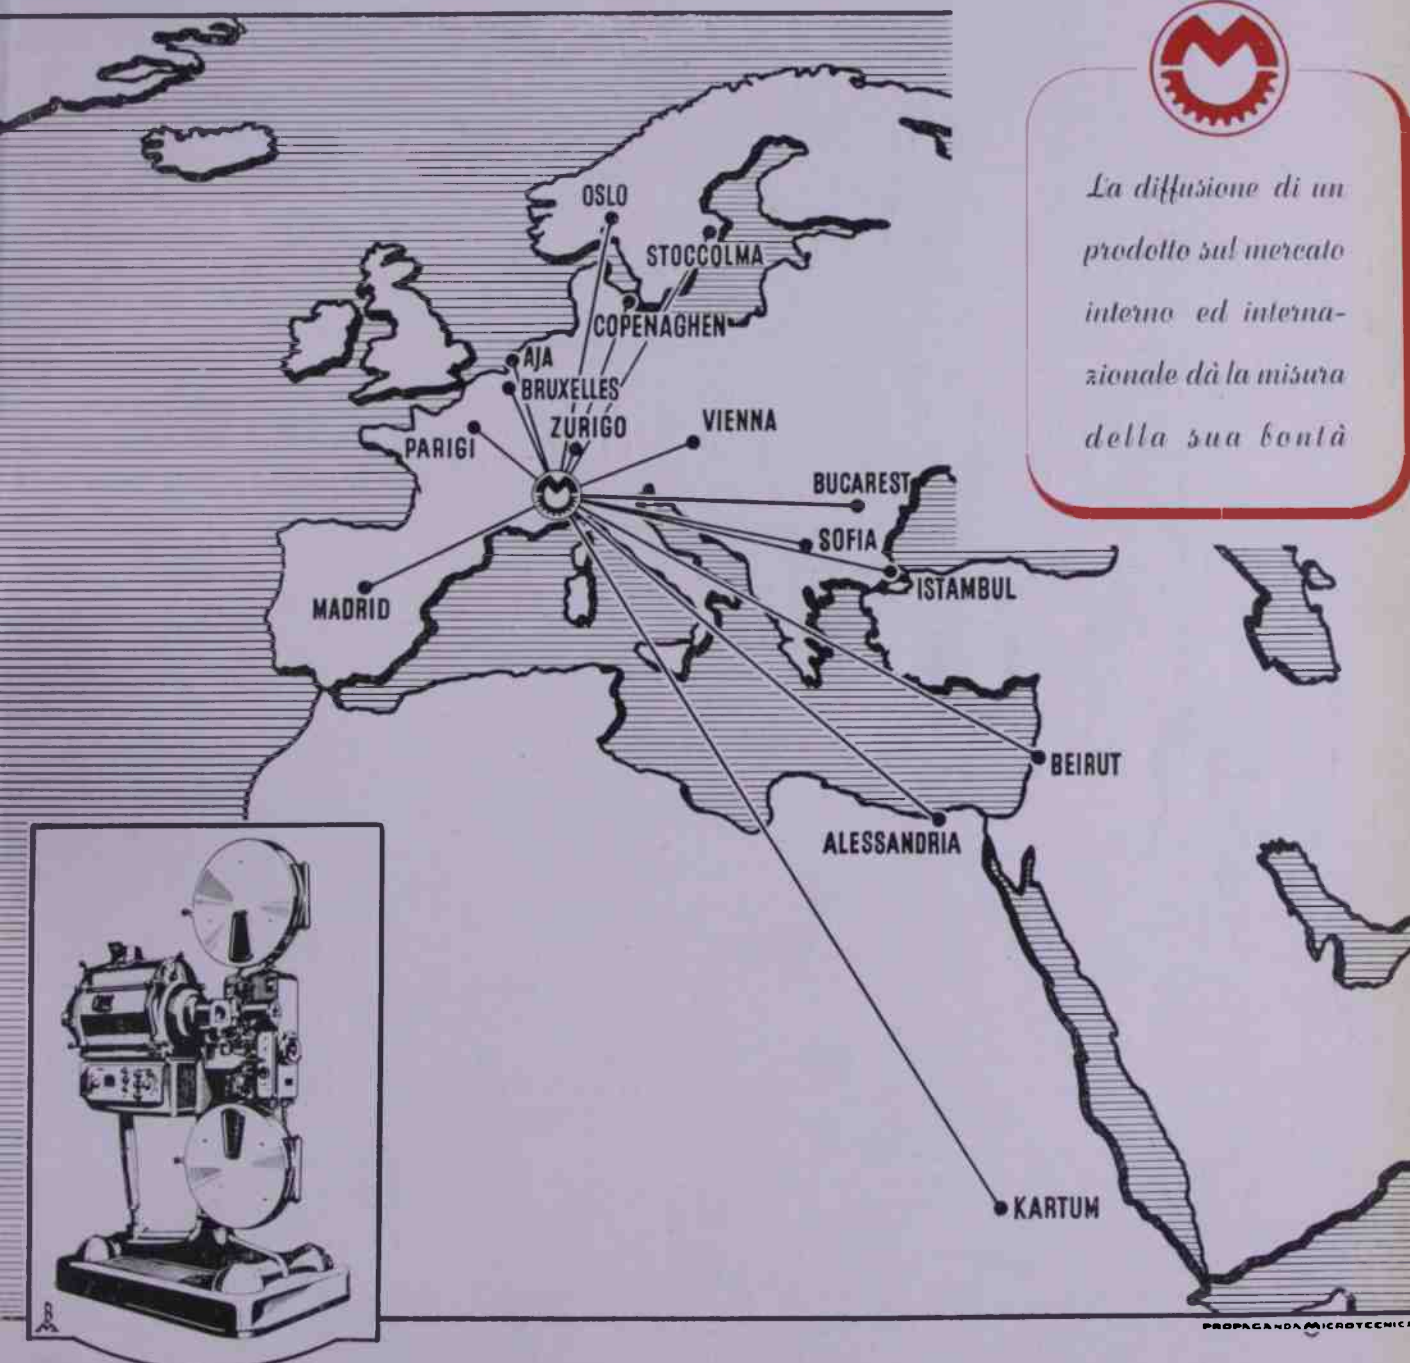 La diffusione di un
prodotto sul mercato
interno ed interna-
zionale dà la misura
della sua bontà
OSLO
STOCCOLMA
COPENAGHEN
AJA
BRUXELLES
ZURIGO
VIENNA
PARIGI
BUCAREST
SOFIA
ISTAMBUL
MADRID
BEIRUT
ALESSANDRIA
KARTUM
PROPAGANDA MICROTECNICA